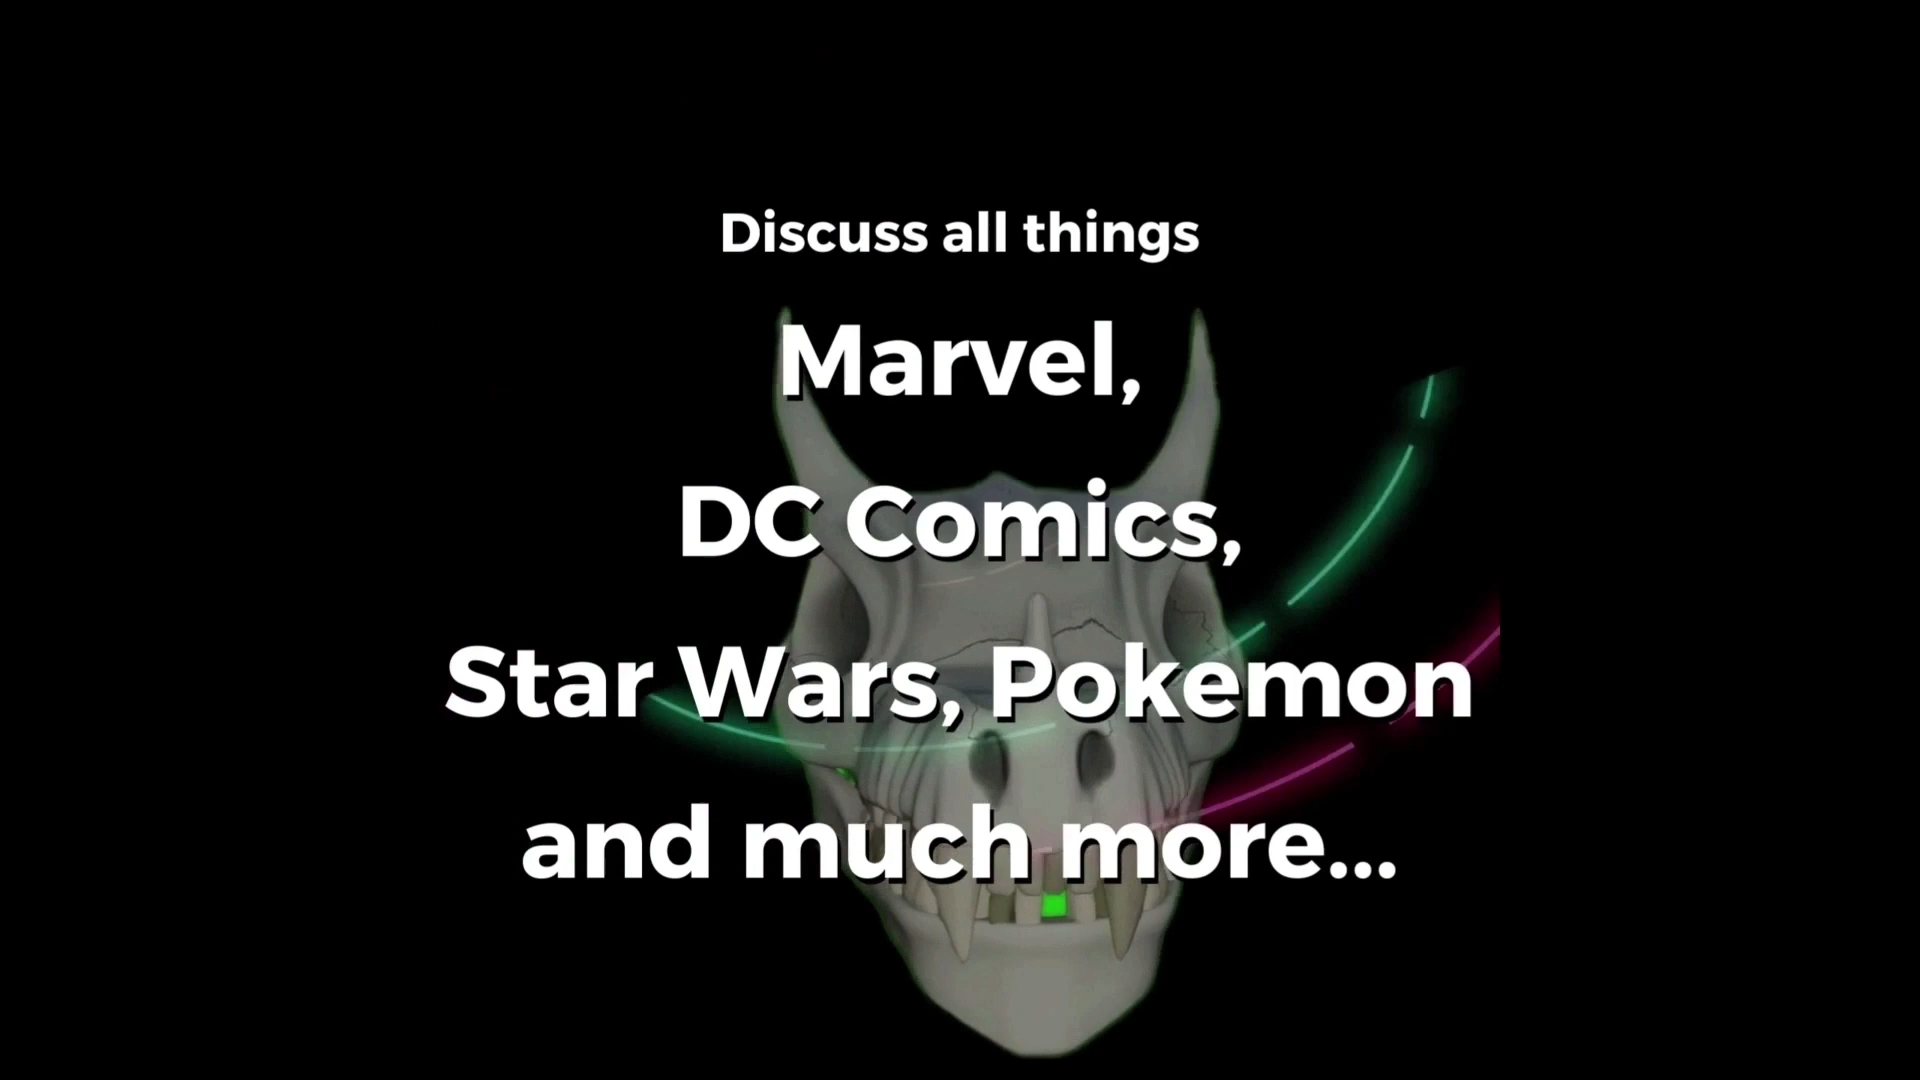 Discuss all things
Marvel,
DC Comics,
Star Wars, Pokemon
and much more...